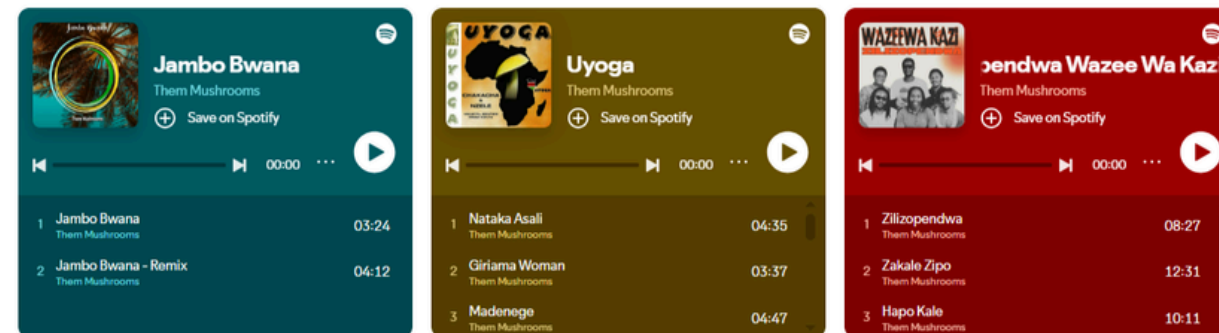 Jambo Bwana
Them Mushrooms
Save on Spotify
00:00
1 Jambo Bwana 03:24
Them Mushrooms
2 Jambo Bwana - Remix 04:12
Them Mushrooms
UYOGA
UYOGA
CHAKACHA
Uyoga
Them Mushrooms
Save on Spotify
00:00
1 Nataka Asali 04:35
Them Mushrooms
2 Giriama Woman 03:37
Them Mushrooms
3 Madenege 04:47
Them Mushrooms
WAZEE WA KAZI
pendwa Wazee Wa Kaz
Them Mushrooms
Save on Spotify
00:00
1 Zilizopendwa 08:27
Them Mushrooms
2 Zakale Zipo 12:31
Them Mushrooms
3 Hapo Kale 10:11
Them Mushrooms